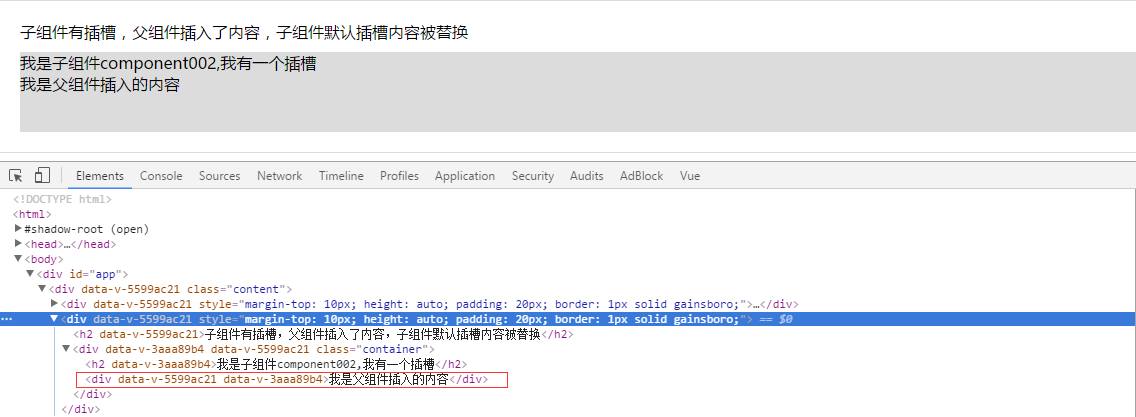 子组件有插槽，父组件插入了内容，子组件默认插槽内容被替换
我是子组件component002,我有一个插槽
我是父组件插入的内容
Elements Console Sources Network Timeline Profiles Application Security Audits AdBlock Vue
<!DOCTYPE html>
<html>
#shadow-root (open)
<head>…</head>
<body>
<div id="app">
<div data-v-5599ac21 class="content">
<div data-v-5599ac21 style="margin-top: 10px; height: auto; padding: 20px; border: 1px solid gainsboro;">…</div>
<div data-v-5599ac21 style="margin-top: 10px; height: auto; padding: 20px; border: 1px solid gainsboro;"> == $0
<h2 data-v-5599ac21>子组件有插槽，父组件插入了内容，子组件默认插槽内容被替换</h2>
<div data-v-3aaa89b4 data-v-5599ac21 class="container">
<h2 data-v-3aaa89b4>我是子组件component002,我有一个插槽</h2>
<div data-v-5599ac21 data-v-3aaa89b4>我是父组件插入的内容</div>
</div>
</div>